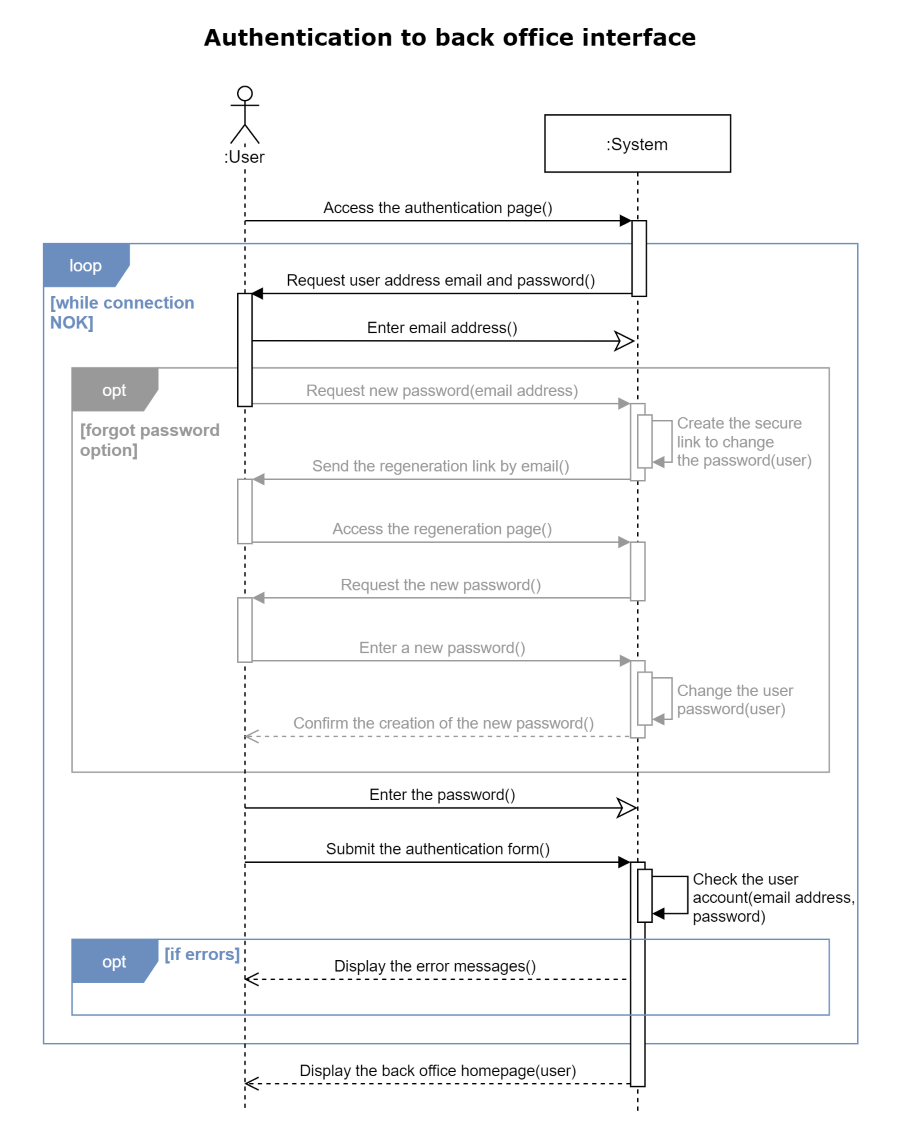 Authentication to back office interface
:User
:System
Access the authentication page()
loop
[while connection
NOK]
Request user address email and password()
Enter email address()
opt
[forgot password
option]
Request new password(email address)
Create the secure
link to change
the password(user)
Send the regeneration link by email()
Access the regeneration page()
Request the new password()
Enter a new password()
Change the user
password(user)
Confirm the creation of the new password()
Enter the password()
Submit the authentication form()
Check the user
account(email address,
password)
opt
[if errors]
Display the error messages()
Display the back office homepage(user)